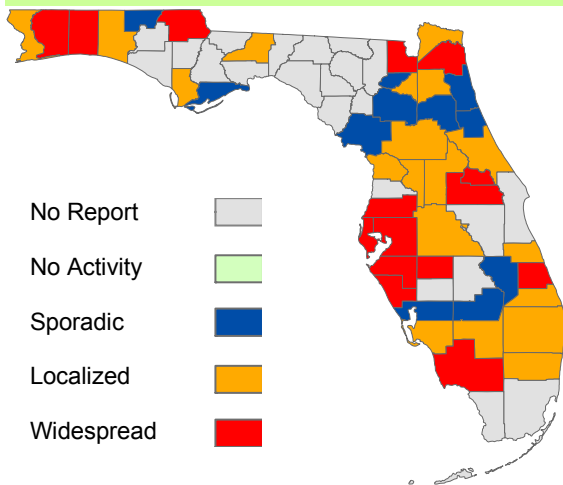 No Report
No Activity
Sporadic
Localized
Widespread